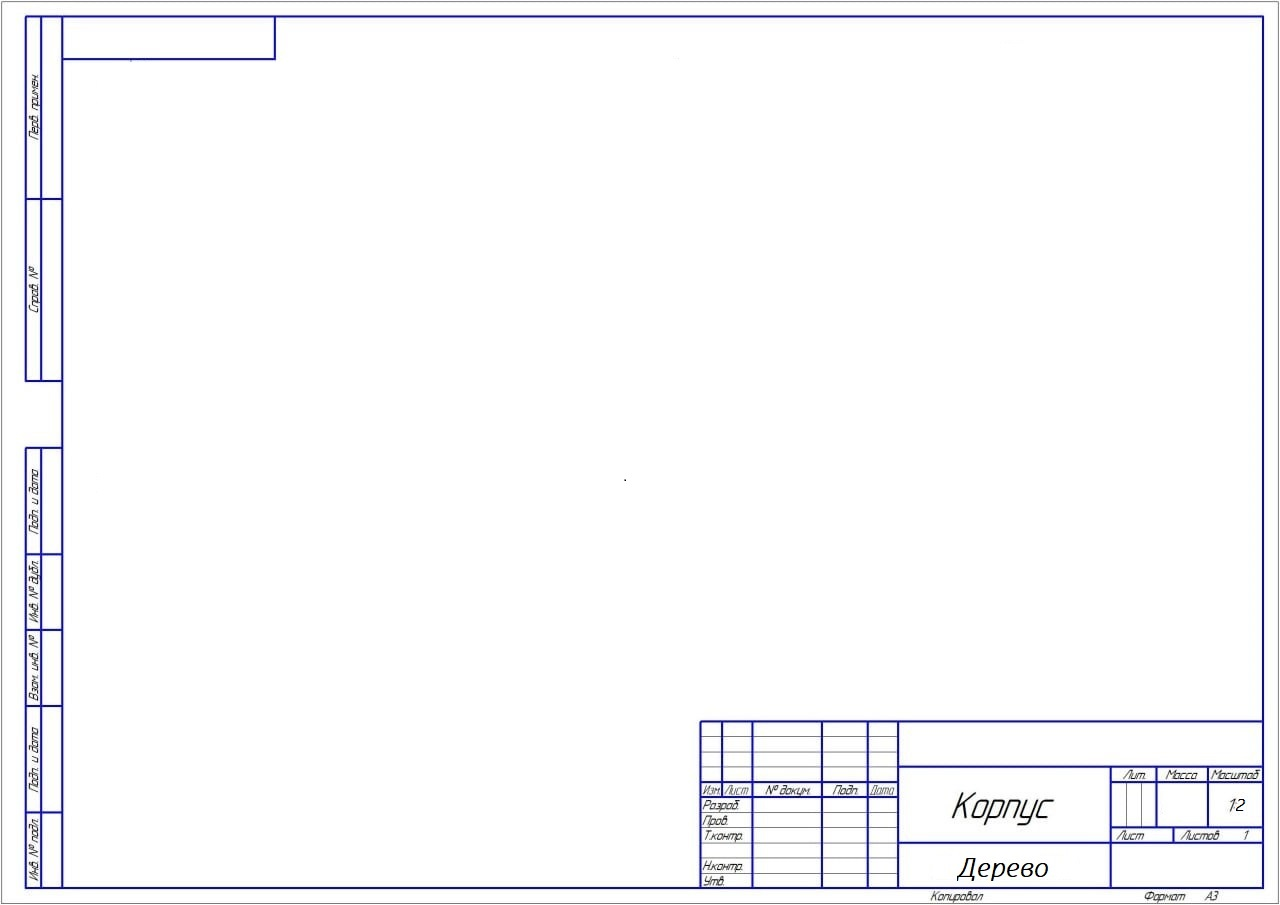 Перв. примен.
Справ. №
Подп. и дата
Инв. № дубл.
Взам. инв. №
Подп. и дата
Инв. № подл.
Изм. Лист № докум. Подп. Дата
Разраб.
Пров.
Т.контр.
Н.контр.
Утв.
Корпус
Дерево
Лит. Масса Масштаб
1:2
Лист Листов 1
Копировал Формат А3